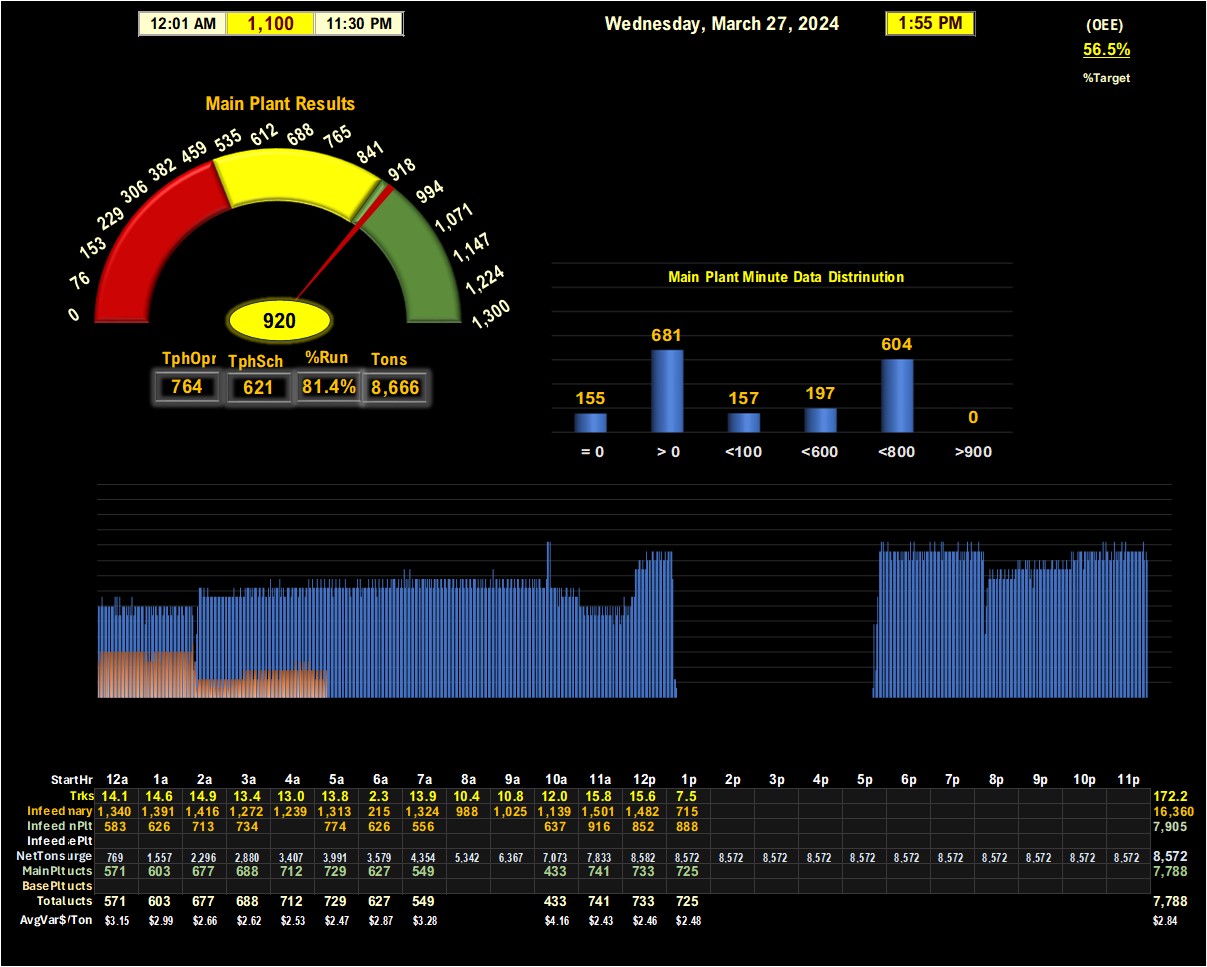 12:01 AM 1,100 11:30 PM Wednesday, March 27, 2024 1:55 PM (OEE)
56.5%
%Target
Main Plant Results
0 76 153 229 306 382 459 535 612 688 765 841 918 994 1,071 1,147 1,224 1,300
920
TphOpr TphSch %Run Tons
764 621 81.4% 8,666
Main Plant Minute Data Distrinution
155 681 157 197 604 0
= 0 > 0 <100 <600 <800 >900
StartHr 12a 1a 2a 3a 4a 5a 6a 7a 8a 9a 10a 11a 12p 1p 2p 3p 4p 5p 6p 7p 8p 9p 10p 11p
Trks 14.1 14.6 14.9 13.4 13.0 13.8 2.3 13.9 10.4 10.8 12.0 15.8 15.6 7.5 172.2
Infeed nary 1,340 1,391 1,416 1,272 1,239 1,313 215 1,324 988 1,025 1,139 1,501 1,482 715 16,360
Infeed nPlt 583 626 713 734 774 626 556 637 916 852 888 7,905
Infeed ePlt
NetTons urge 769 1,557 2,296 2,880 3,407 3,991 3,579 4,354 5,342 6,367 7,073 7,833 8,582 8,572 8,572 8,572 8,572 8,572 8,572 8,572 8,572 8,572 8,572 8,572 8,572
MainPlt ucts 571 603 677 688 712 729 627 549 433 741 733 725 7,788
BasePlt ucts
Total ucts 571 603 677 688 712 729 627 549 433 741 733 725 7,788
AvgVar$/Ton $3.15 $2.99 $2.66 $2.62 $2.53 $2.47 $2.87 $3.28 $4.16 $2.43 $2.46 $2.48 $2.84